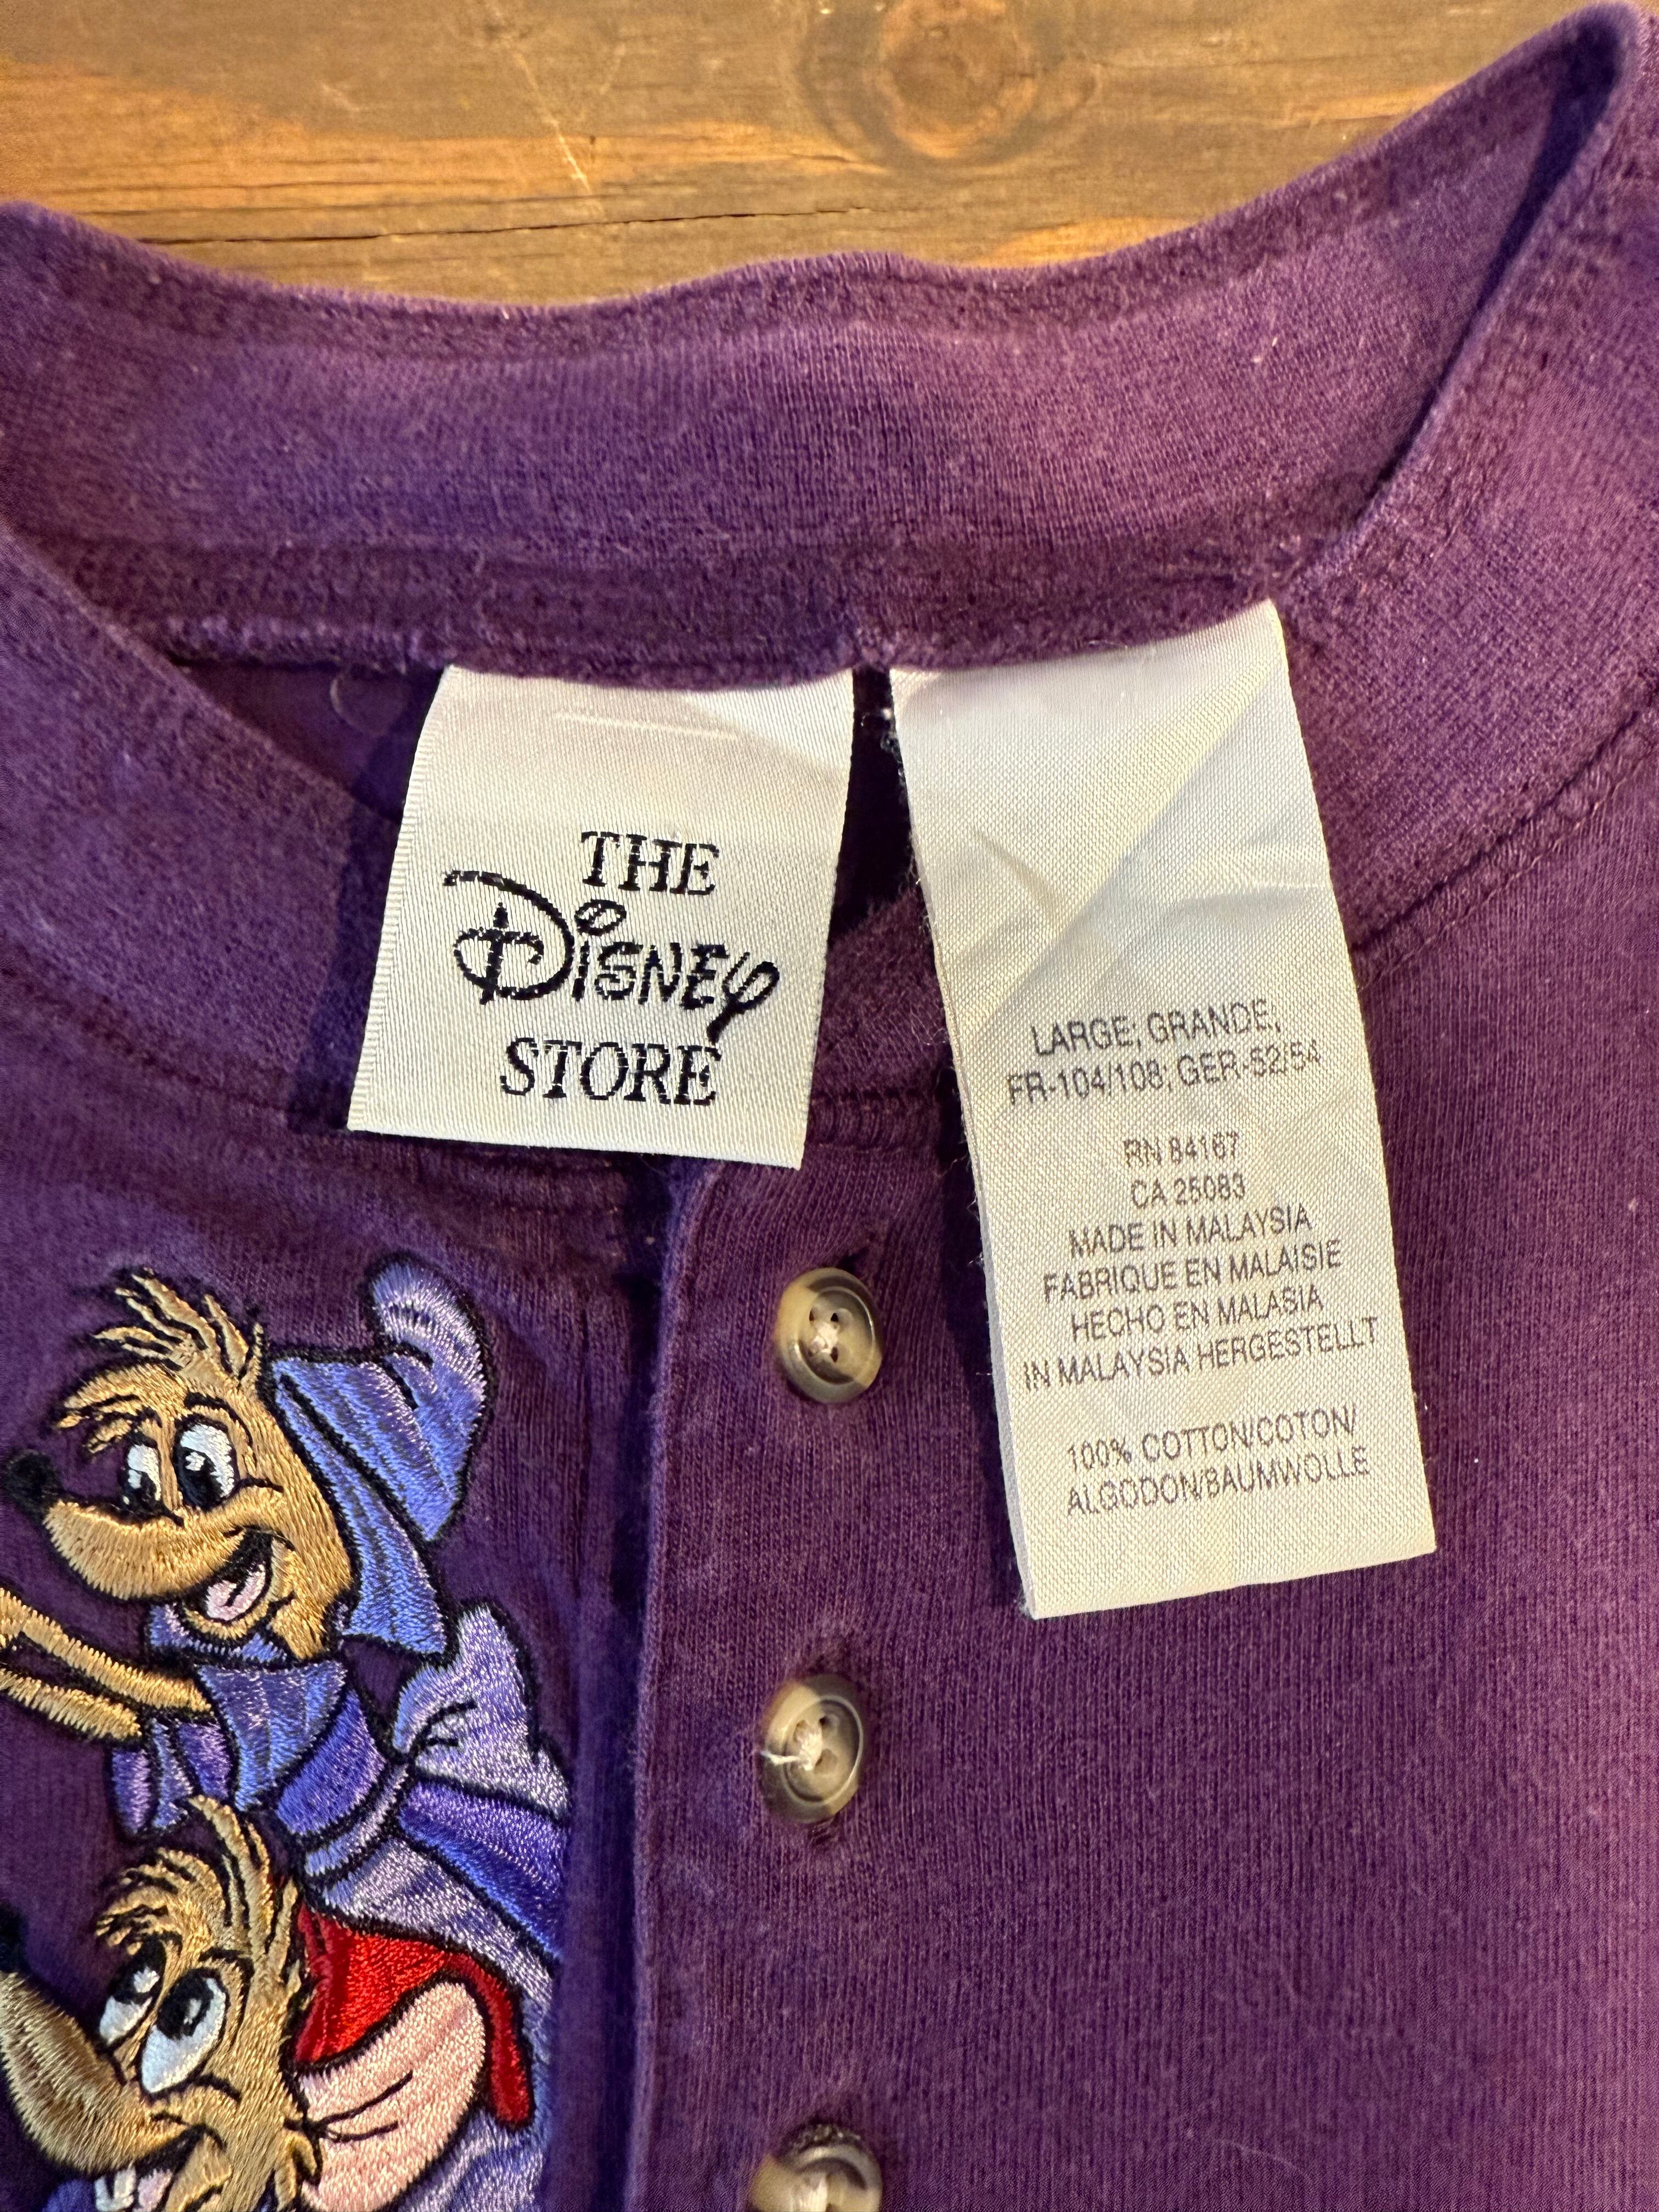 THE
Disney
STORE
LARGE; GRANDE,
FR-104/108; GER-52/54
RN 84167
CA 25083
MADE IN MALAYSIA
FABRIQUE EN MALAISIE
HECHO EN MALASIA
IN MALAYSIA HERGESTELLT
100% COTTON/COTON/
ALGODON/BAUMWOLLE